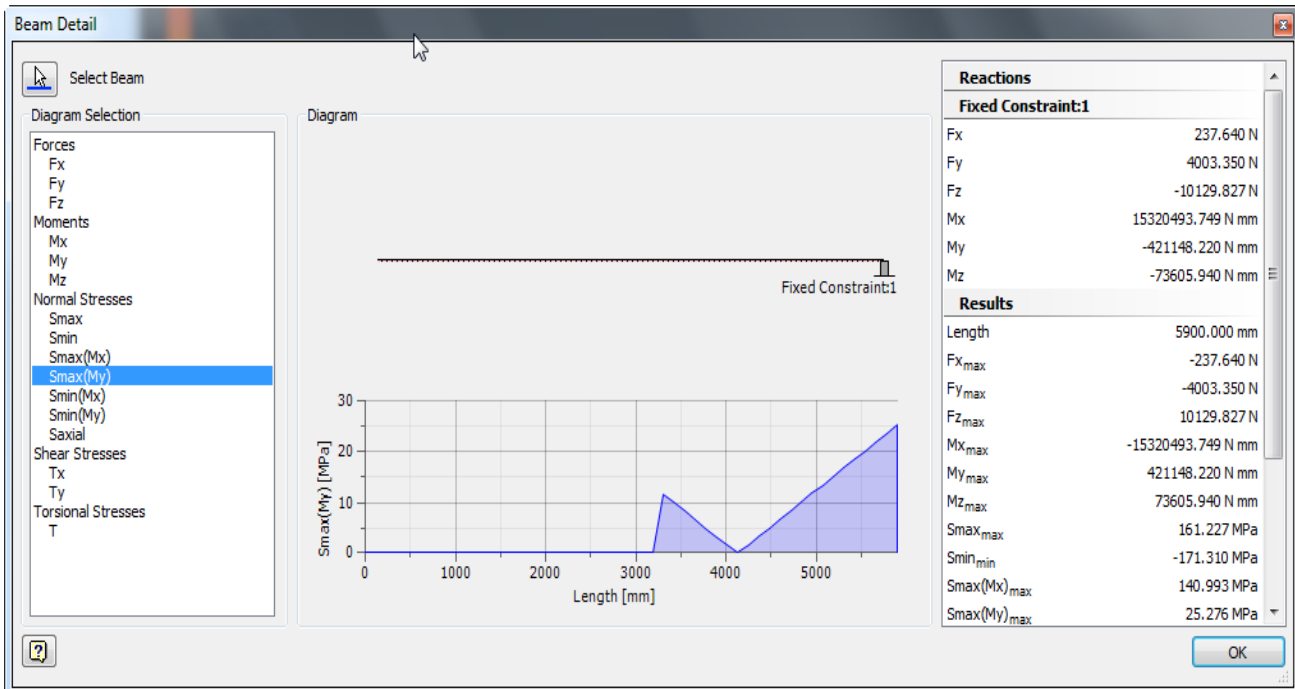 Beam Detail
Select Beam
Diagram Selection
Forces
Fx
Fy
Fz
Moments
Mx
My
Mz
Normal Stresses
Smax
Smin
Smax(Mx)
Smax(My)
Smin(Mx)
Smin(My)
Saxial
Shear Stresses
Tx
Ty
Torsional Stresses
T
Diagram
Fixed Constraint:1
30
20
10
0
Smax(My) [MPa]
0 1000 2000 3000 4000 5000
Length [mm]
Reactions
Fixed Constraint:1
Fx 237.640 N
Fy 4003.350 N
Fz -10129.827 N
Mx 15320493.749 N mm
My -421148.220 N mm
Mz -73605.940 N mm
Results
Length 5900.000 mm
Fxmax -237.640 N
Fymax -4003.350 N
Fzmax 10129.827 N
Mxmax -15320493.749 N mm
Mymax 421148.220 N mm
Mzmax 73605.940 N mm
Smaxmax 161.227 MPa
Sminmin -171.310 MPa
Smax(Mx)max 140.993 MPa
Smax(My)max 25.276 MPa
OK